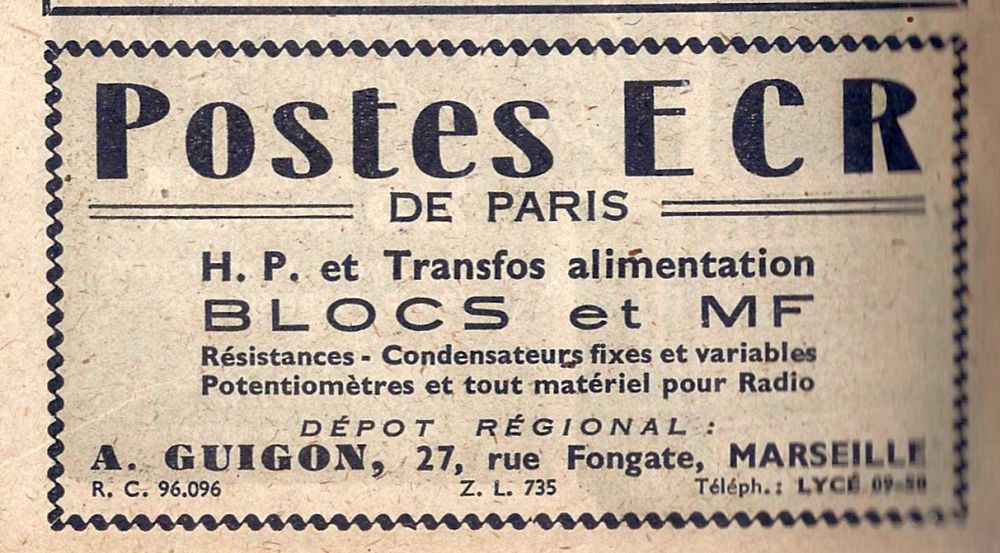 Postes ECR
DE PARIS
H. P. et Transfos alimentation
BLOCS et MF
Résistances - Condensateurs fixes et variables
Potentiomètres et tout matériel pour Radio
DÉPOT RÉGIONAL :
A. GUIGON, 27, rue Fongate, MARSEILLE
R. C. 96.096 Z. L. 735 Téléph. : LYCÉ